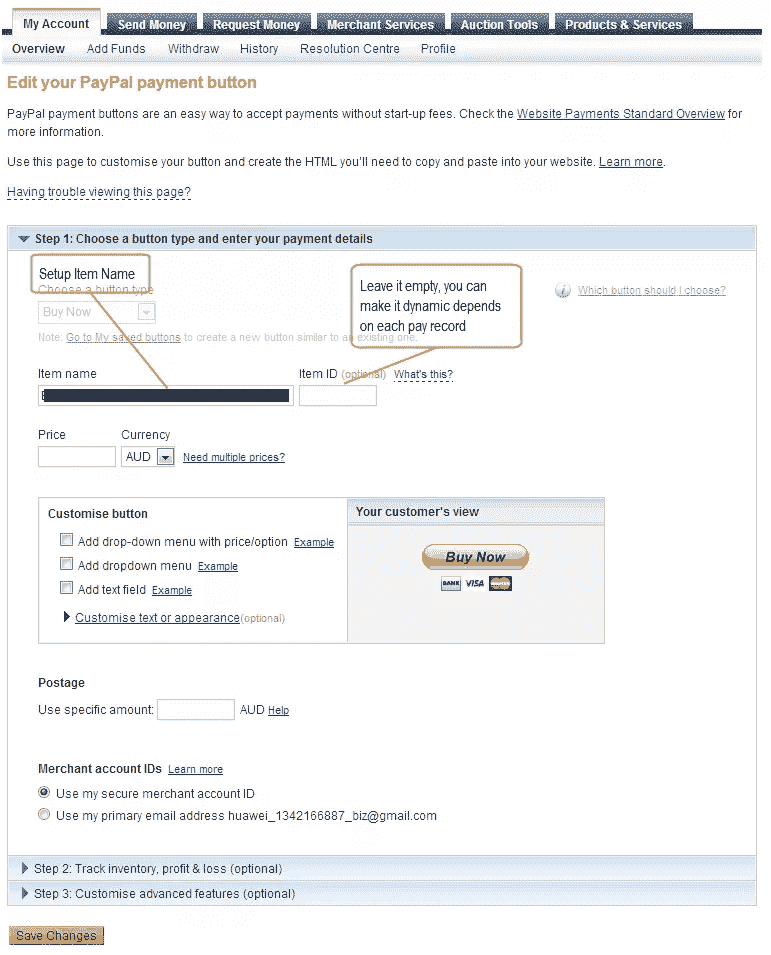 My Account Send Money Request Money Merchant Services Auction Tools Products & Services
Overview Add Funds Withdraw History Resolution Centre Profile
Edit your PayPal payment button
PayPal payment buttons are an easy way to accept payments without start-up fees. Check the Website Payments Standard Overview for
more information.
Use this page to customise your button and create the HTML you'll need to copy and paste into your website. Learn more.
Having trouble viewing this page?
Step 1: Choose a button type and enter your payment details
Setup Item Name
Leave it empty, you can
make it dynamic depends
on each pay record
Choose a button type
Which button should I choose?
Buy Now
Note: Go to My saved buttons to create a new button similar to an existing one.
Item name Item ID (optional) What's this?
Price Currency
AUD Need multiple prices?
Customise button Your customer's view
Add drop-down menu with price/option Example
Buy Now
Add dropdown menu Example
BANK VISA
Add text field Example
Customise text or appearance(optional)
Postage
Use specific amount: AUD Help
Merchant account IDs Learn more
Use my secure merchant account ID
Use my primary email address huawei_1342166887_biz@gmail.com
Step 2: Track inventory, profit & loss (optional)
Step 3: Customise advanced features (optional)
Save Changes